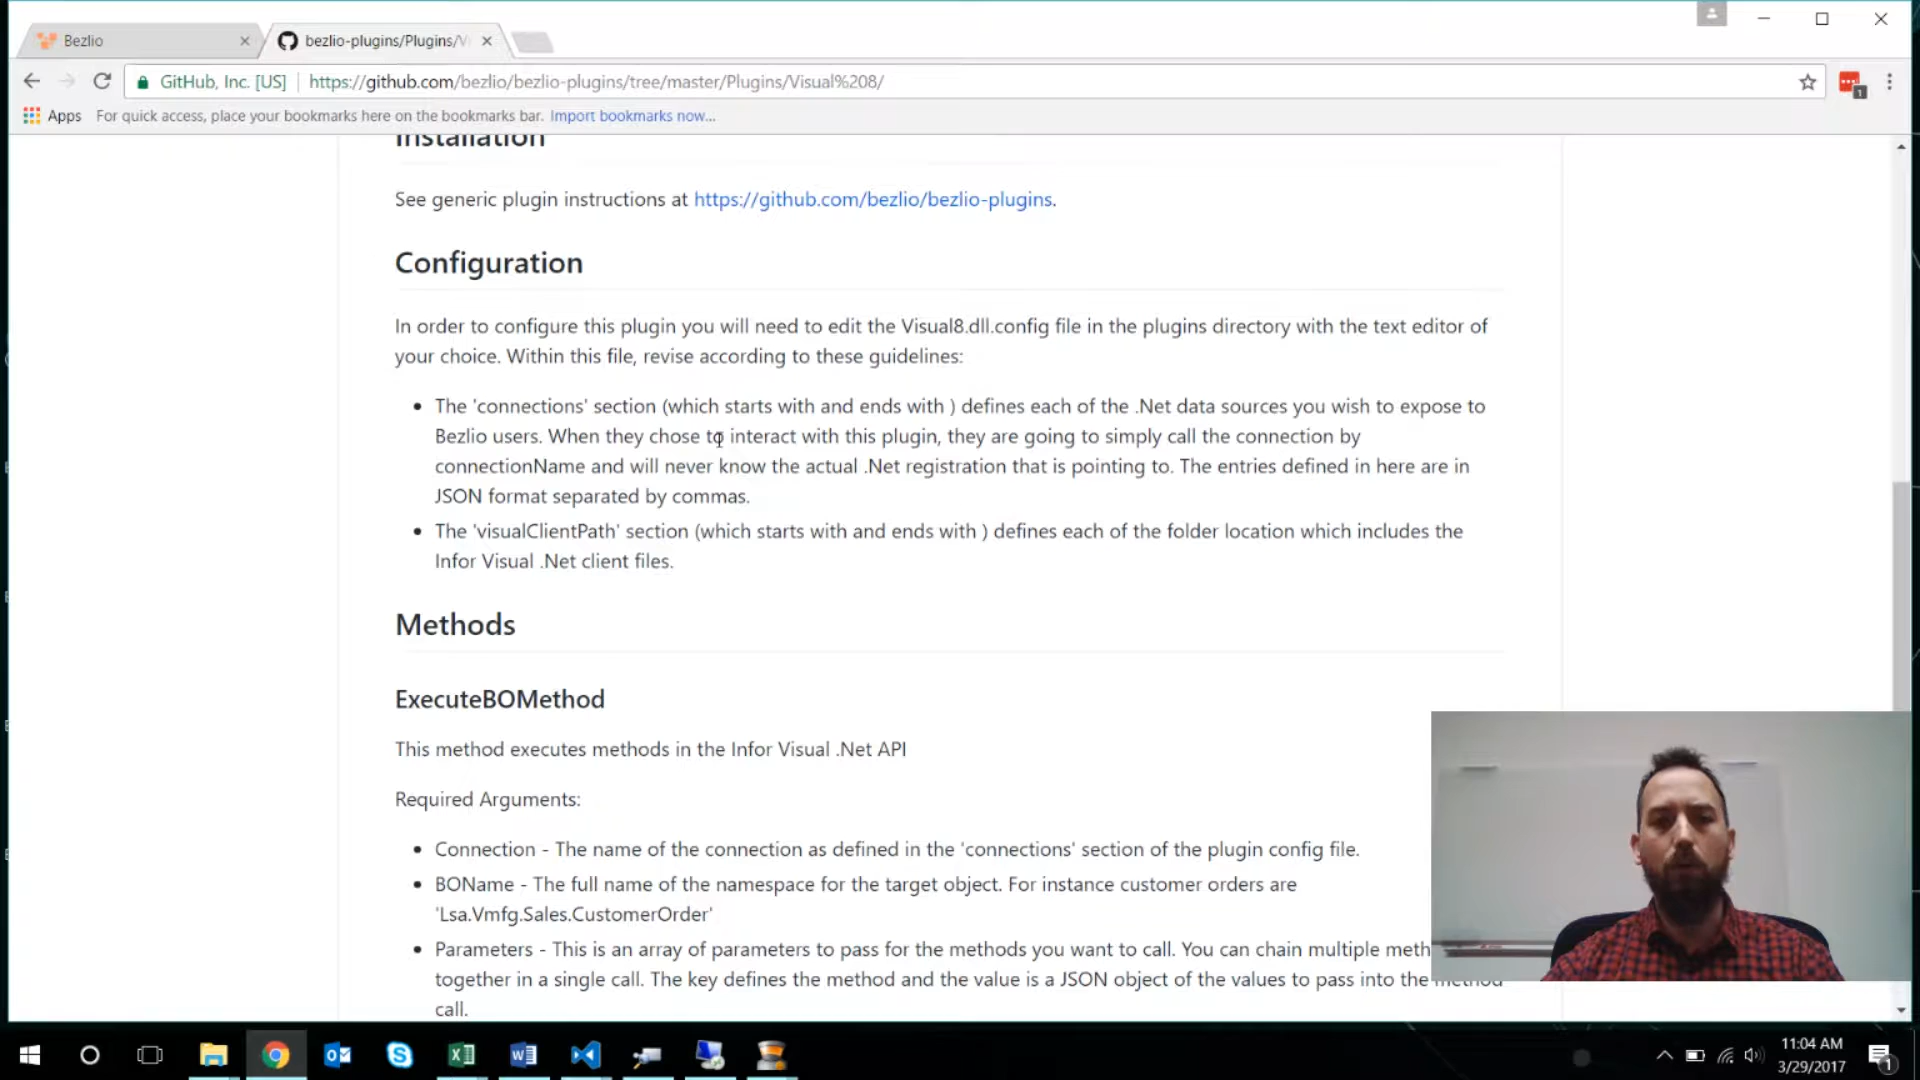 Bezlio
bezlio-plugins/Plugins/V
GitHub, Inc. [US]
https://github.com/bezlio/bezlio-plugins/tree/master/Plugins/Visual%208/
1
Apps
For quick access, place your bookmarks here on the bookmarks bar. Import bookmarks now...
Installation
See generic plugin instructions at https://github.com/bezlio/bezlio-plugins.
Configuration
In order to configure this plugin you will need to edit the Visual8.dll.config file in the plugins directory with the text editor of
your choice. Within this file, revise according to these guidelines:
The 'connections' section (which starts with and ends with ) defines each of the .Net data sources you wish to expose to
Bezlio users. When they chose to interact with this plugin, they are going to simply call the connection by
connectionName and will never know the actual .Net registration that is pointing to. The entries defined in here are in
JSON format separated by commas.
The 'visualClientPath' section (which starts with and ends with ) defines each of the folder location which includes the
Infor Visual .Net client files.
Methods
ExecuteBOMethod
This method executes methods in the Infor Visual .Net API
Required Arguments:
Connection - The name of the connection as defined in the 'connections' section of the plugin config file.
BOName - The full name of the namespace for the target object. For instance customer orders are
'Lsa.Vmfg.Sales.CustomerOrder'
Parameters - This is an array of parameters to pass for the methods you want to call. You can chain multiple meth
together in a single call. The key defines the method and the value is a JSON object of the values to pass into the method
call.
11:04 AM
3/29/2017
1